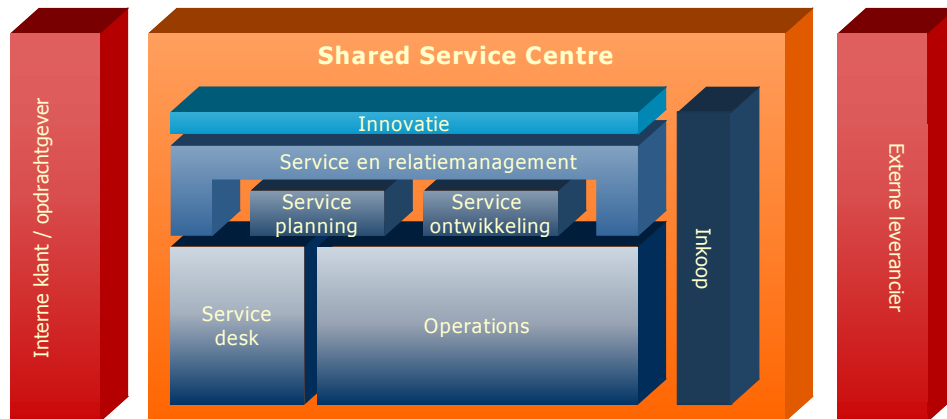 Interne klant / opdrachtgever
Shared Service Centre
Innovatie
Service en relatiemanagement
Service
planning
Service
ontwikkeling
Service
desk
Operations
Inkoop
Externe leverancier